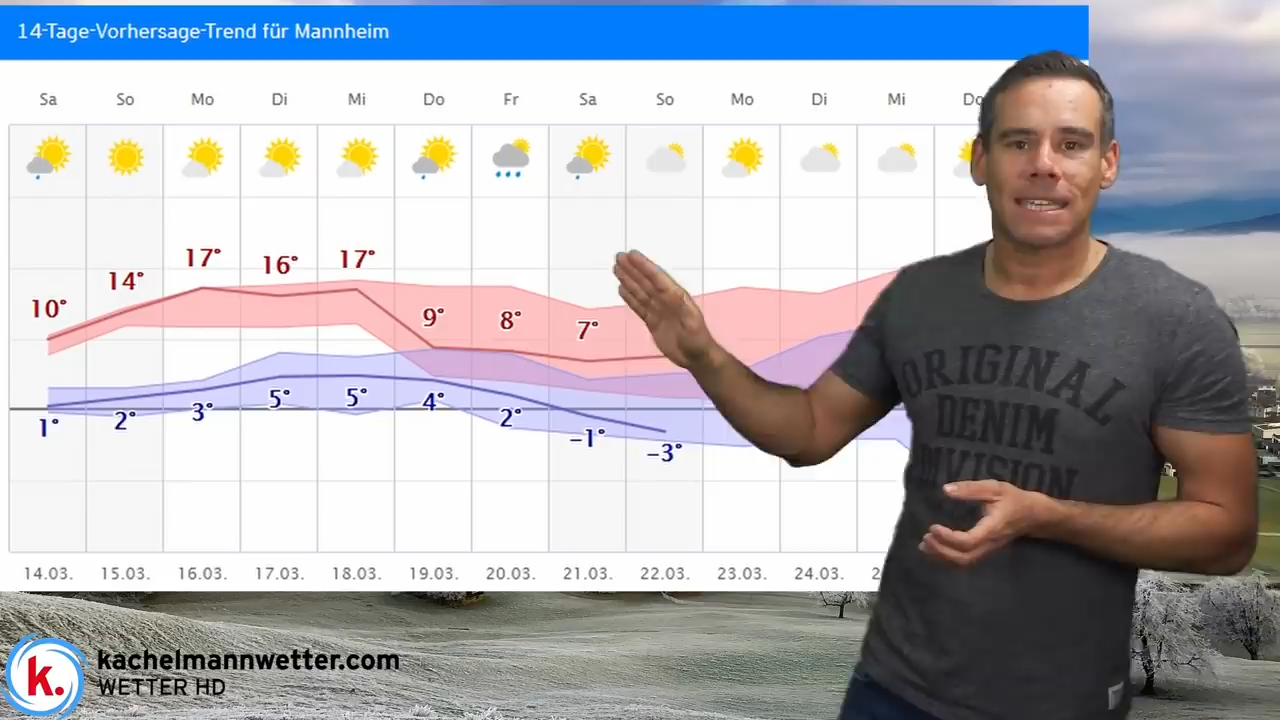 14-Tage-Vorhersage-Trend für Mannheim
Sa So Mo Di Mi Do Fr Sa So Mo Di Mi
10° 14° 17° 16° 17° 9° 8° 7°
1° 2° 3° 5° 5° 4° 2° -1° -3°
14.03. 15.03. 16.03. 17.03. 18.03. 19.03. 20.03. 21.03. 22.03. 23.03. 24.03.
ORIGINAL
DENIM
DIVISION
k.
kachelmannwetter.com
WETTER HD